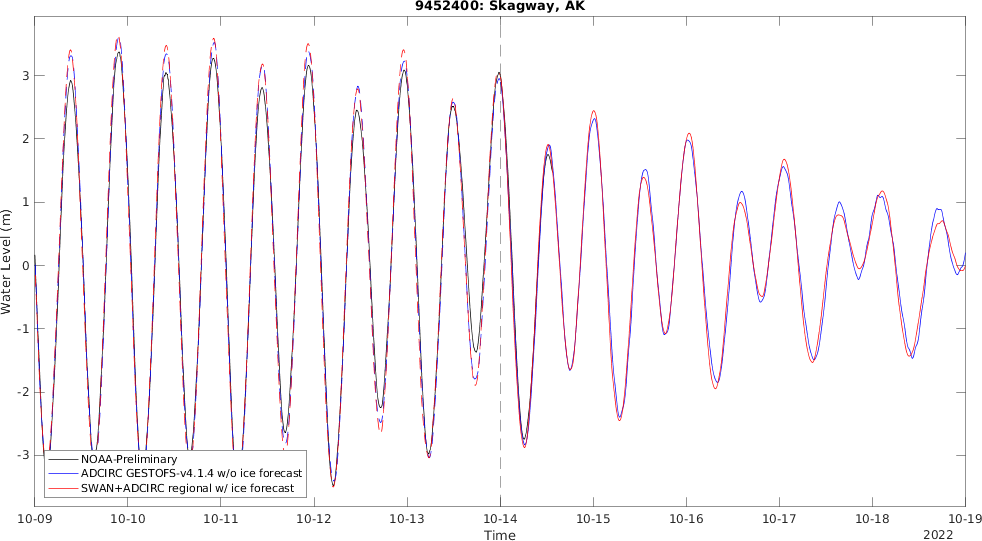 9452400: Skagway, AK
Water Level (m)
3
2
1
0
-1
-2
-3
NOAA-Preliminary
ADCIRC GESTOFS-v4.1.4 w/o ice forecast
SWAN+ADCIRC regional w/ ice forecast
10-09 10-10 10-11 10-12 10-13 10-14 10-15 10-16 10-17 10-18 10-19
Time
2022